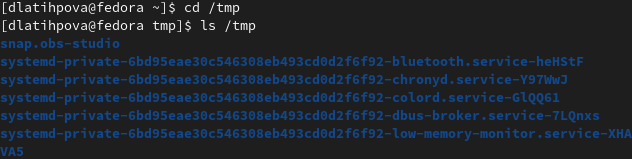 [dlatihpova@fedora ~]$ cd /tmp
[dlatihpova@fedora tmp]$ ls /tmp
snap.obs-studio
systemd-private-6bd95eae30c546308eb493cd0d2f6f92-bluetooth.service-heHStF
systemd-private-6bd95eae30c546308eb493cd0d2f6f92-chronyd.service-Y97WwJ
systemd-private-6bd95eae30c546308eb493cd0d2f6f92-colord.service-GlQQ61
systemd-private-6bd95eae30c546308eb493cd0d2f6f92-dbus-broker.service-7LQnxs
systemd-private-6bd95eae30c546308eb493cd0d2f6f92-low-memory-monitor.service-XHA
VA5